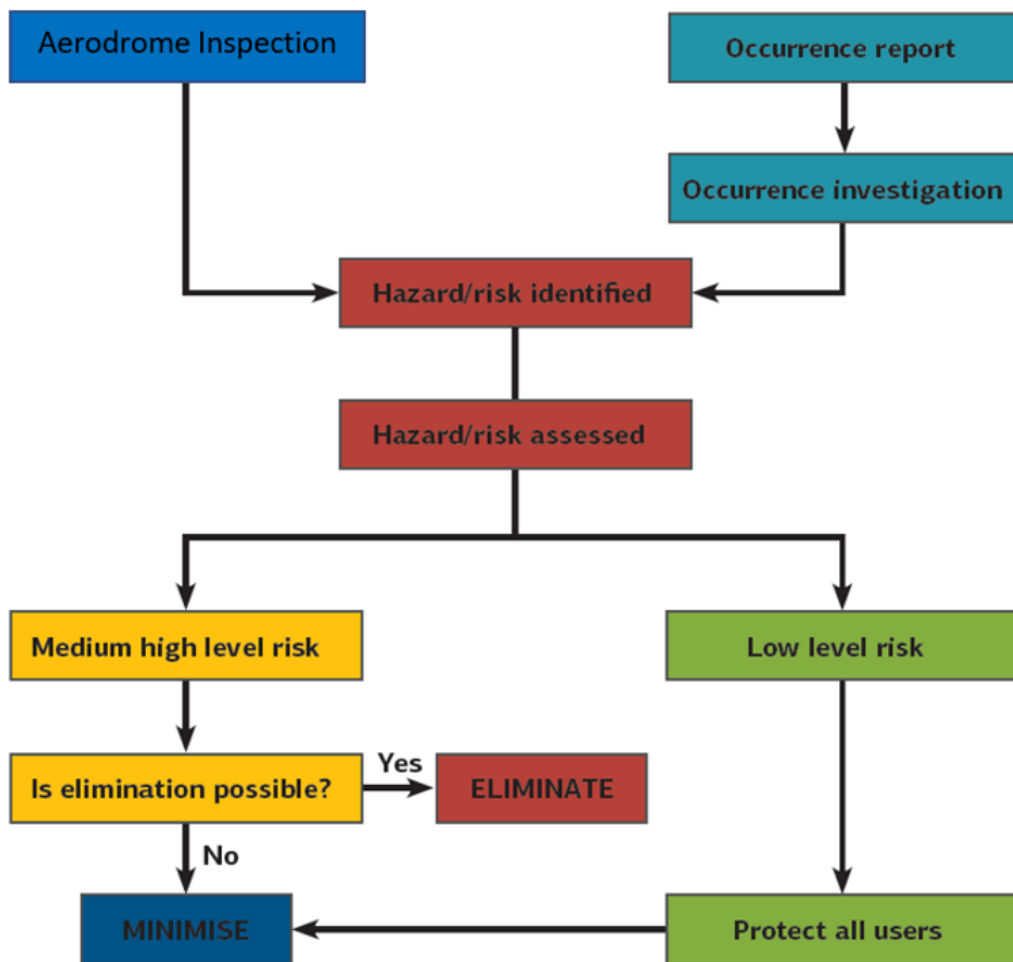 Aerodrome Inspection
Occurrence report
Occurrence investigation
Hazard/risk identified
Hazard/risk assessed
Medium high level risk
Low level risk
Is elimination possible?
Yes
ELIMINATE
No
MINIMISE
Protect all users